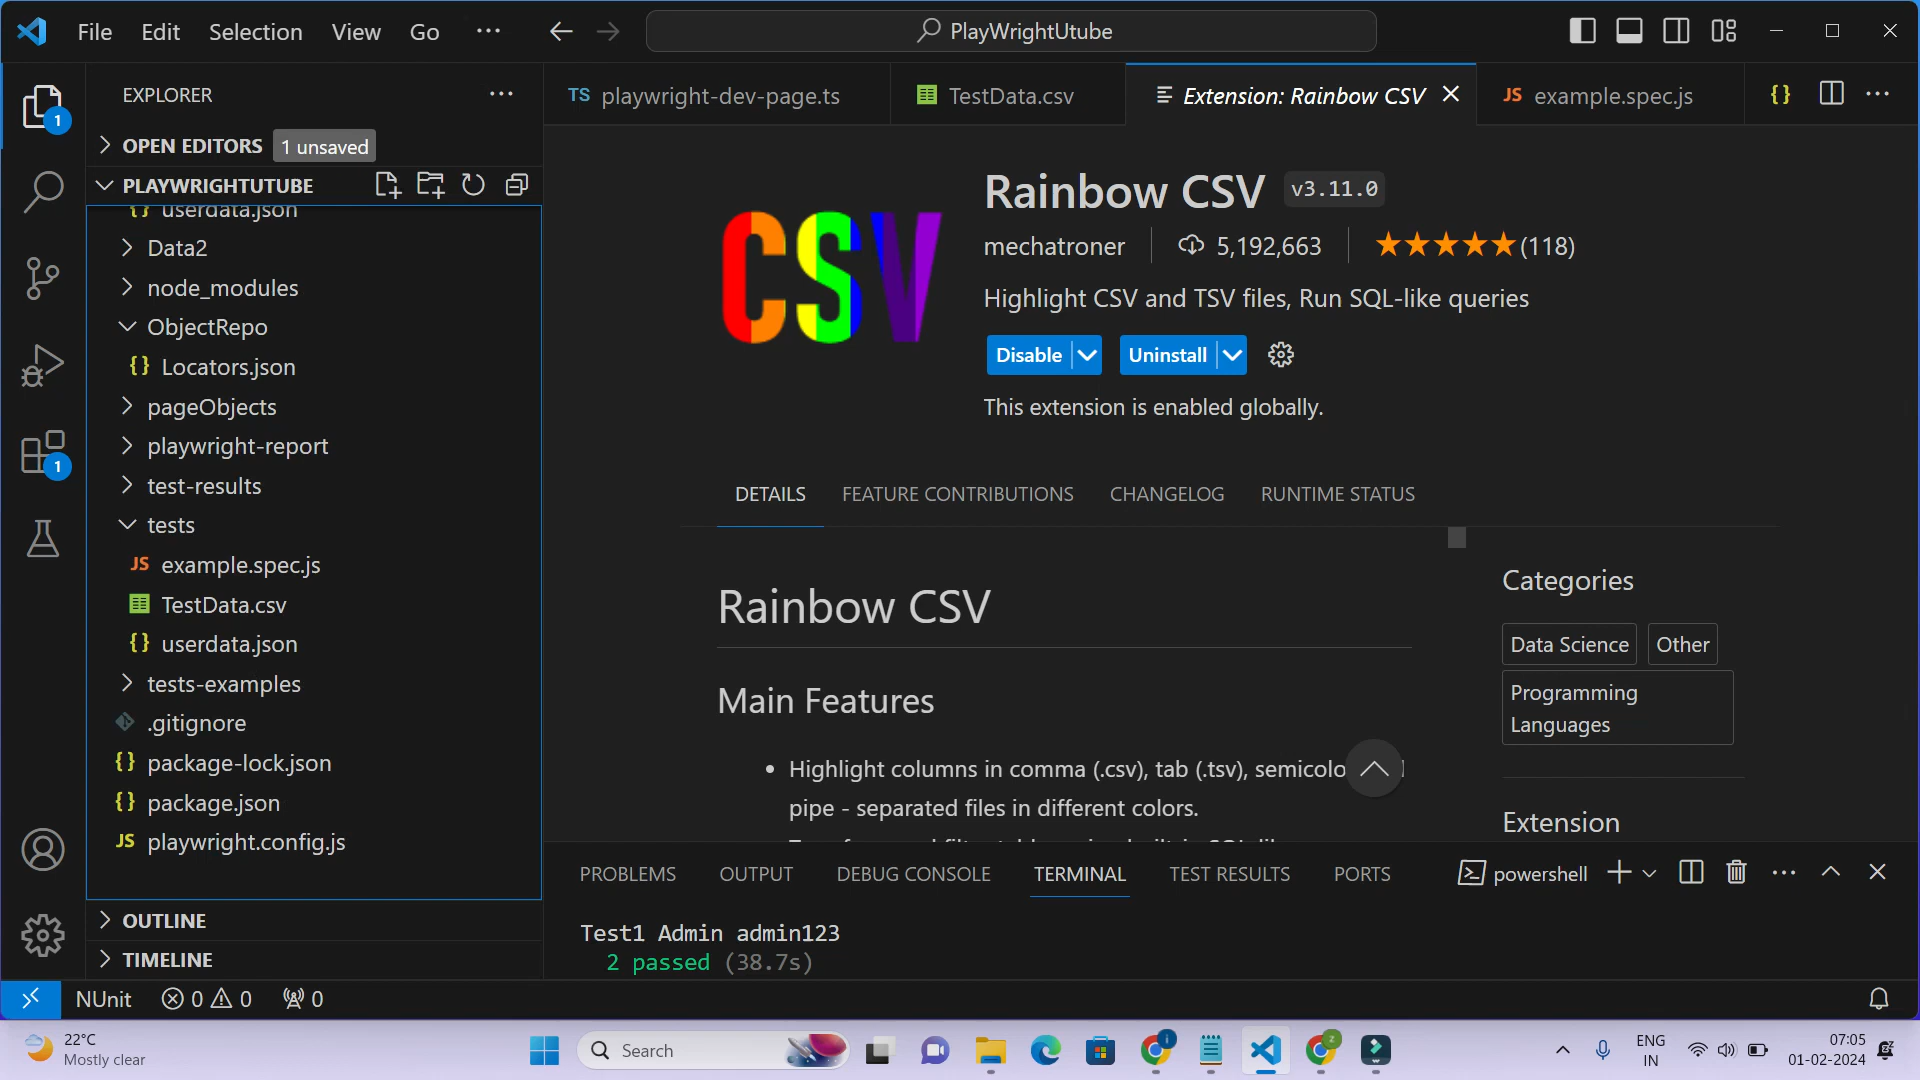 File Edit Selection View Go ··· PlayWrightUtube
EXPLORER ···
TS playwright-dev-page.ts
TestData.csv
Extension: Rainbow CSV
JS example.spec.js
{} ···
OPEN EDITORS 1 unsaved
PLAYWRIGHTUTUBE
{} userdata.json
Data2
node_modules
ObjectRepo
{} Locators.json
pageObjects
playwright-report
test-results
tests
JS example.spec.js
TestData.csv
{} userdata.json
tests-examples
.gitignore
{} package-lock.json
{} package.json
JS playwright.config.js
OUTLINE
TIMELINE
1
1
CSV
Rainbow CSV v3.11.0
mechatroner 5,192,663 ★★★★★(118)
Highlight CSV and TSV files, Run SQL-like queries
Disable Uninstall
This extension is enabled globally.
DETAILS FEATURE CONTRIBUTIONS CHANGELOG RUNTIME STATUS
Rainbow CSV
Main Features
• Highlight columns in comma (.csv), tab (.tsv), semicolo
pipe - separated files in different colors.
Categories
Data Science Other
Programming
Languages
Extension
PROBLEMS OUTPUT DEBUG CONSOLE TERMINAL TEST RESULTS PORTS powershell ···
Test1 Admin admin123
2 passed (38.7s)
NUnit 0 0 0
22°C
Mostly clear
Search
ENG
IN
07:05
01-02-2024